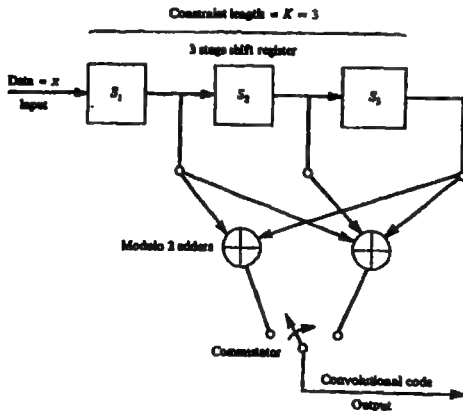 Constraint length = K = 3
3 stage shift register
Data = x
Input
S₁
S₂
S₃
Modulo 2 adders
Commutator
Convolutional code
Output